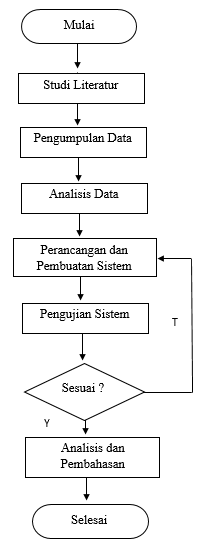 Mulai
Studi Literatur
Pengumpulan Data
Analisis Data
Perancangan dan
Pembuatan Sistem
Pengujian Sistem
T
Sesuai ?
Y
Analisis dan
Pembahasan
Selesai